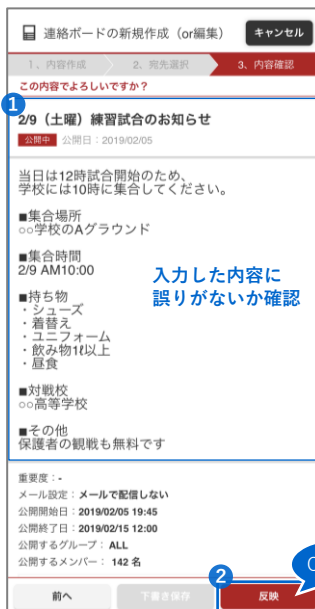 連絡ボードの新規作成（or編集）
キャンセル
1、内容作成
2、宛先選択
3、内容確認
この内容でよろしいですか？
1
2/9（土曜）練習試合のお知らせ
公開中 公開日：2019/02/05
当日は12時試合開始のため、
学校には10時に集合してください。
■集合場所
○○学校のAグラウンド
■集合時間
2/9 AM10:00
入力した内容に
誤りがないか確認
■持ち物
・シューズ
・着替え
・ユニフォーム
・飲み物1ℓ以上
・昼食
■対戦校
○○高等学校
■その他
保護者の観戦も無料です
重要度：-
メール設定：メールで配信しない
公開開始日：2019/02/05 19:45
公開終了日：2019/02/15 12:00
公開するグループ： ALL
公開するメンバー： 142 名
2
前へ
下書き保存
反映